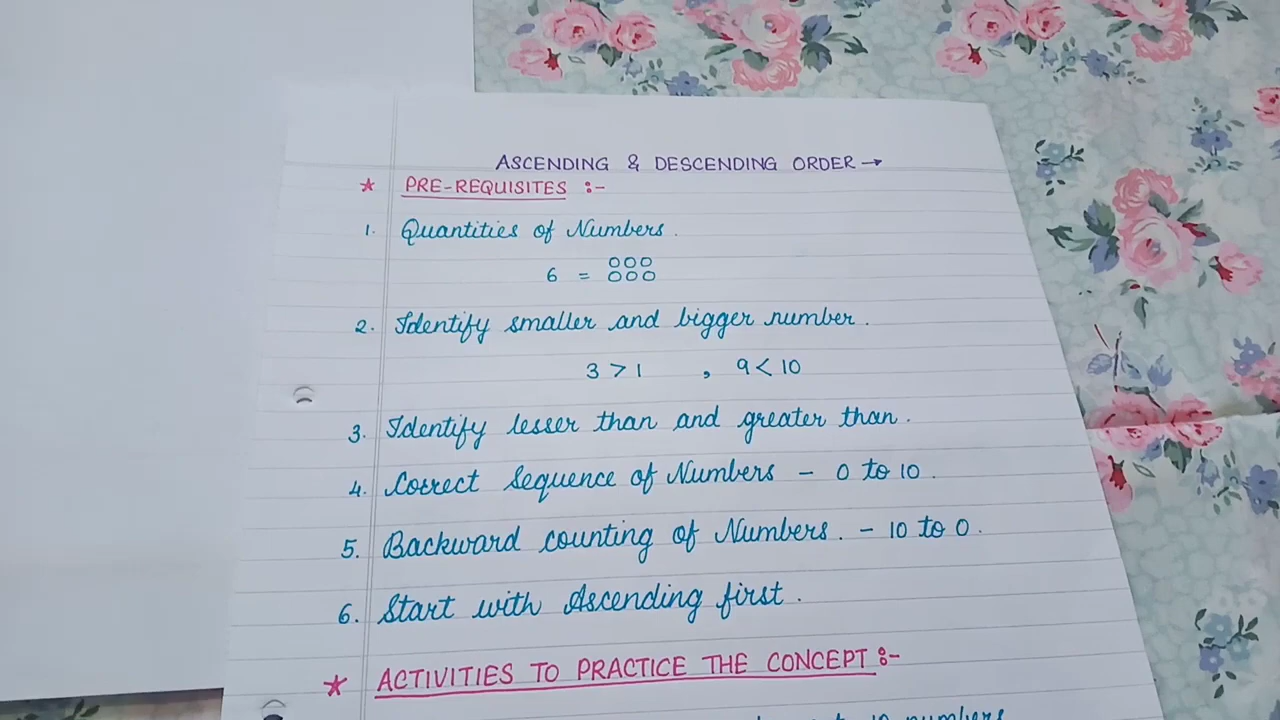 ASCENDING & DESCENDING ORDER →
* PRE-REQUISITES :-
1. Quantities of Numbers.
6 = ooo
ooo
2. Identify smaller and bigger number.
3 > 1 , 9 < 10
3. Identify lesser than and greater than.
4. Correct Sequence of Numbers - 0 to 10.
5. Backward counting of Numbers. - 10 to 0.
6. Start with Ascending first.
* ACTIVITIES TO PRACTICE THE CONCEPT :-
10 numbers